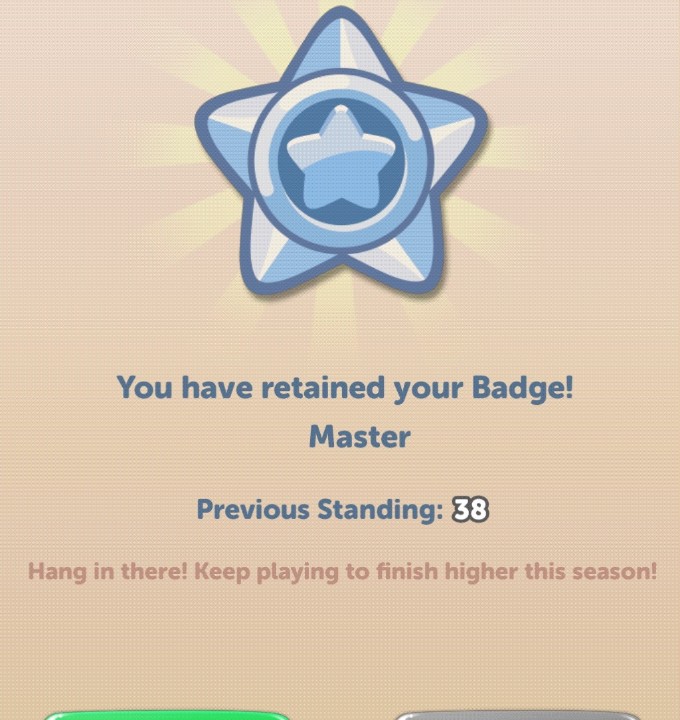 You have retained your Badge!
Master
Previous Standing: 38
Hang in there! Keep playing to finish higher this season!